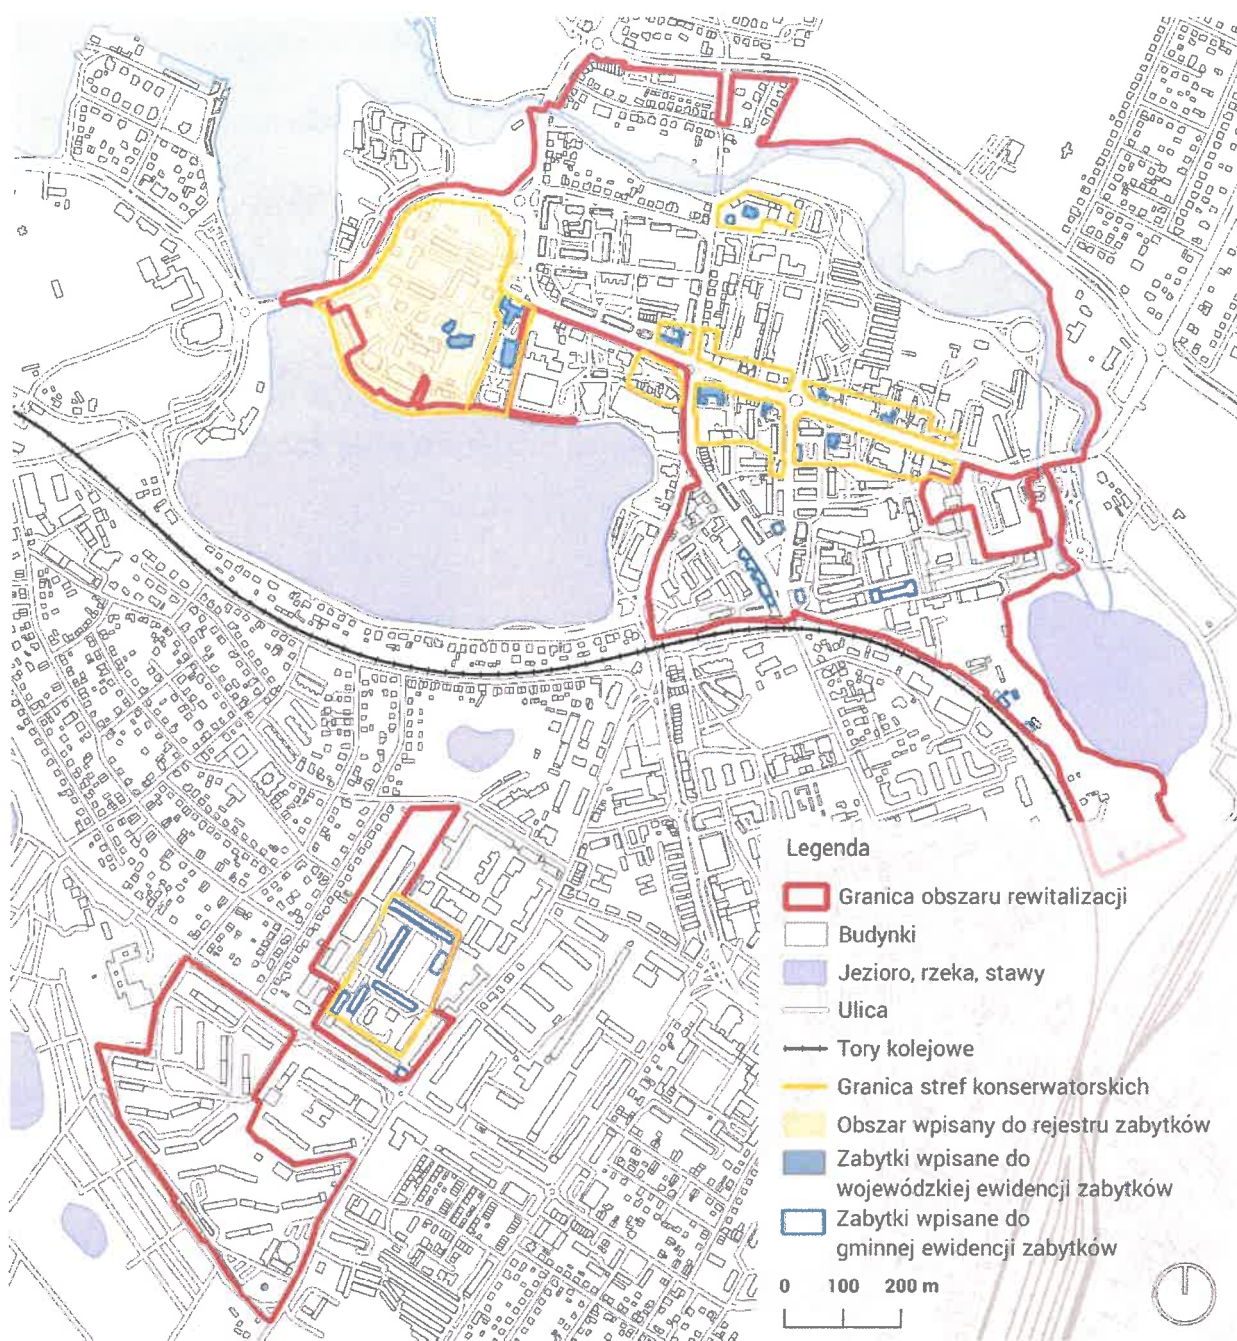 Legenda
Granica obszaru rewitalizacji
Budynki
Jezioro, rzeka, stawy
Ulica
Tory kolejowe
Granica stref konserwatorskich
Obszar wpisany do rejestru zabytków
Zabytki wpisane do
wojewódzkiej ewidencji zabytków
Zabytki wpisane do
gminnej ewidencji zabytków
0 100 200 m